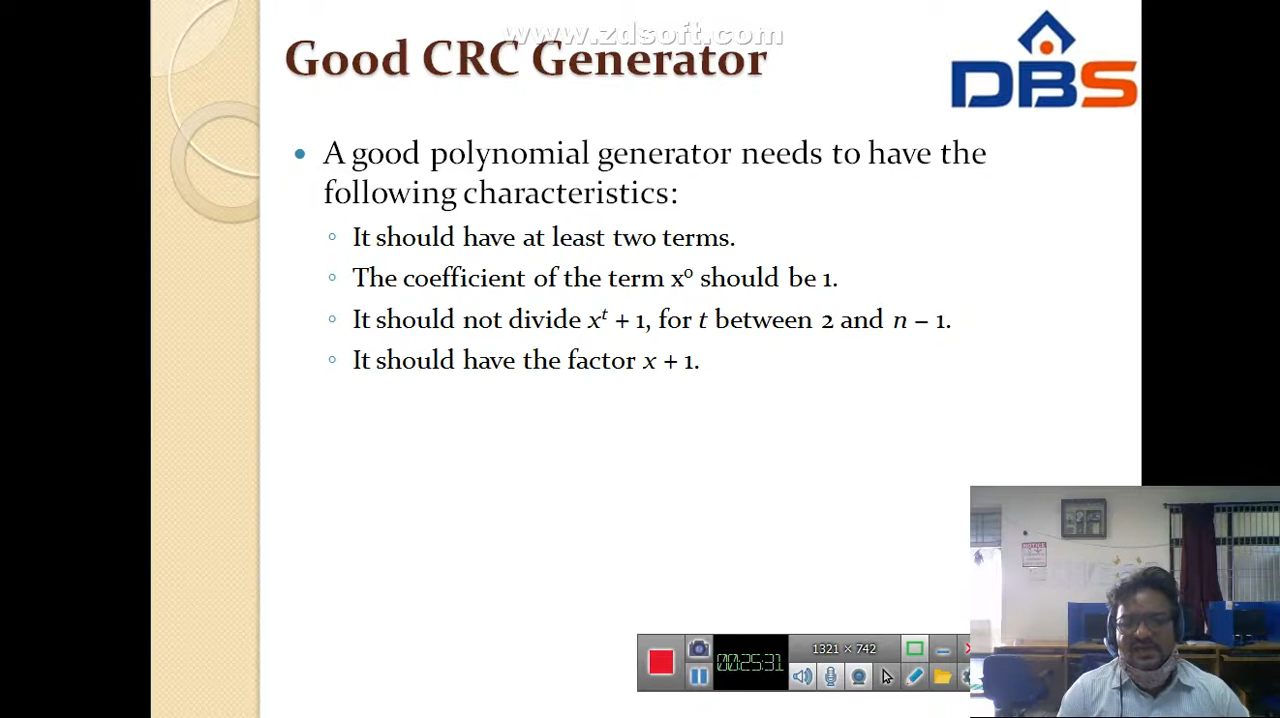 www.zdsoft.com
Good CRC Generator
DBS
• A good polynomial generator needs to have the
following characteristics:
◦ It should have at least two terms.
◦ The coefficient of the term x⁰ should be 1.
◦ It should not divide xᵗ + 1, for t between 2 and n – 1.
◦ It should have the factor x + 1.
NOTICE
00:25:31
1321 × 742